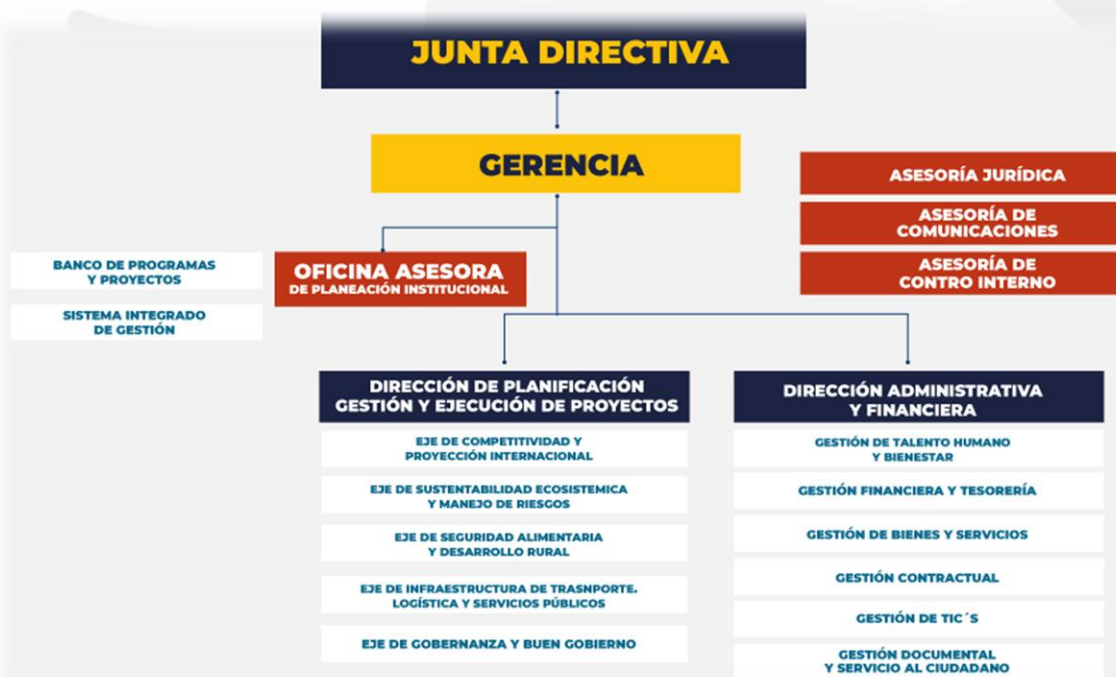 JUNTA DIRECTIVA
GERENCIA
ASESORÍA JURÍDICA
ASESORÍA DE
COMUNICACIONES
ASESORÍA DE
CONTRO INTERNO
BANCO DE PROGRAMAS
Y PROYECTOS
SISTEMA INTEGRADO
DE GESTIÓN
OFICINA ASESORA
DE PLANEACIÓN INSTITUCIONAL
DIRECCIÓN DE PLANIFICACIÓN
GESTIÓN Y EJECUCIÓN DE PROYECTOS
EJE DE COMPETITIVIDAD Y
PROYECCIÓN INTERNACIONAL
EJE DE SUSTENTABILIDAD ECOSISTEMICA
Y MANEJO DE RIESGOS
EJE DE SEGURIDAD ALIMENTARIA
Y DESARROLLO RURAL
EJE DE INFRAESTRUCTURA DE TRASNPORTE.
LOGÍSTICA Y SERVICIOS PÚBLICOS
EJE DE GOBERNANZA Y BUEN GOBIERNO
DIRECCIÓN ADMINISTRATIVA
Y FINANCIERA
GESTIÓN DE TALENTO HUMANO
Y BIENESTAR
GESTIÓN FINANCIERA Y TESORERÍA
GESTIÓN DE BIENES Y SERVICIOS
GESTIÓN CONTRACTUAL
GESTIÓN DE TIC´S
GESTIÓN DOCUMENTAL
Y SERVICIO AL CIUDADANO